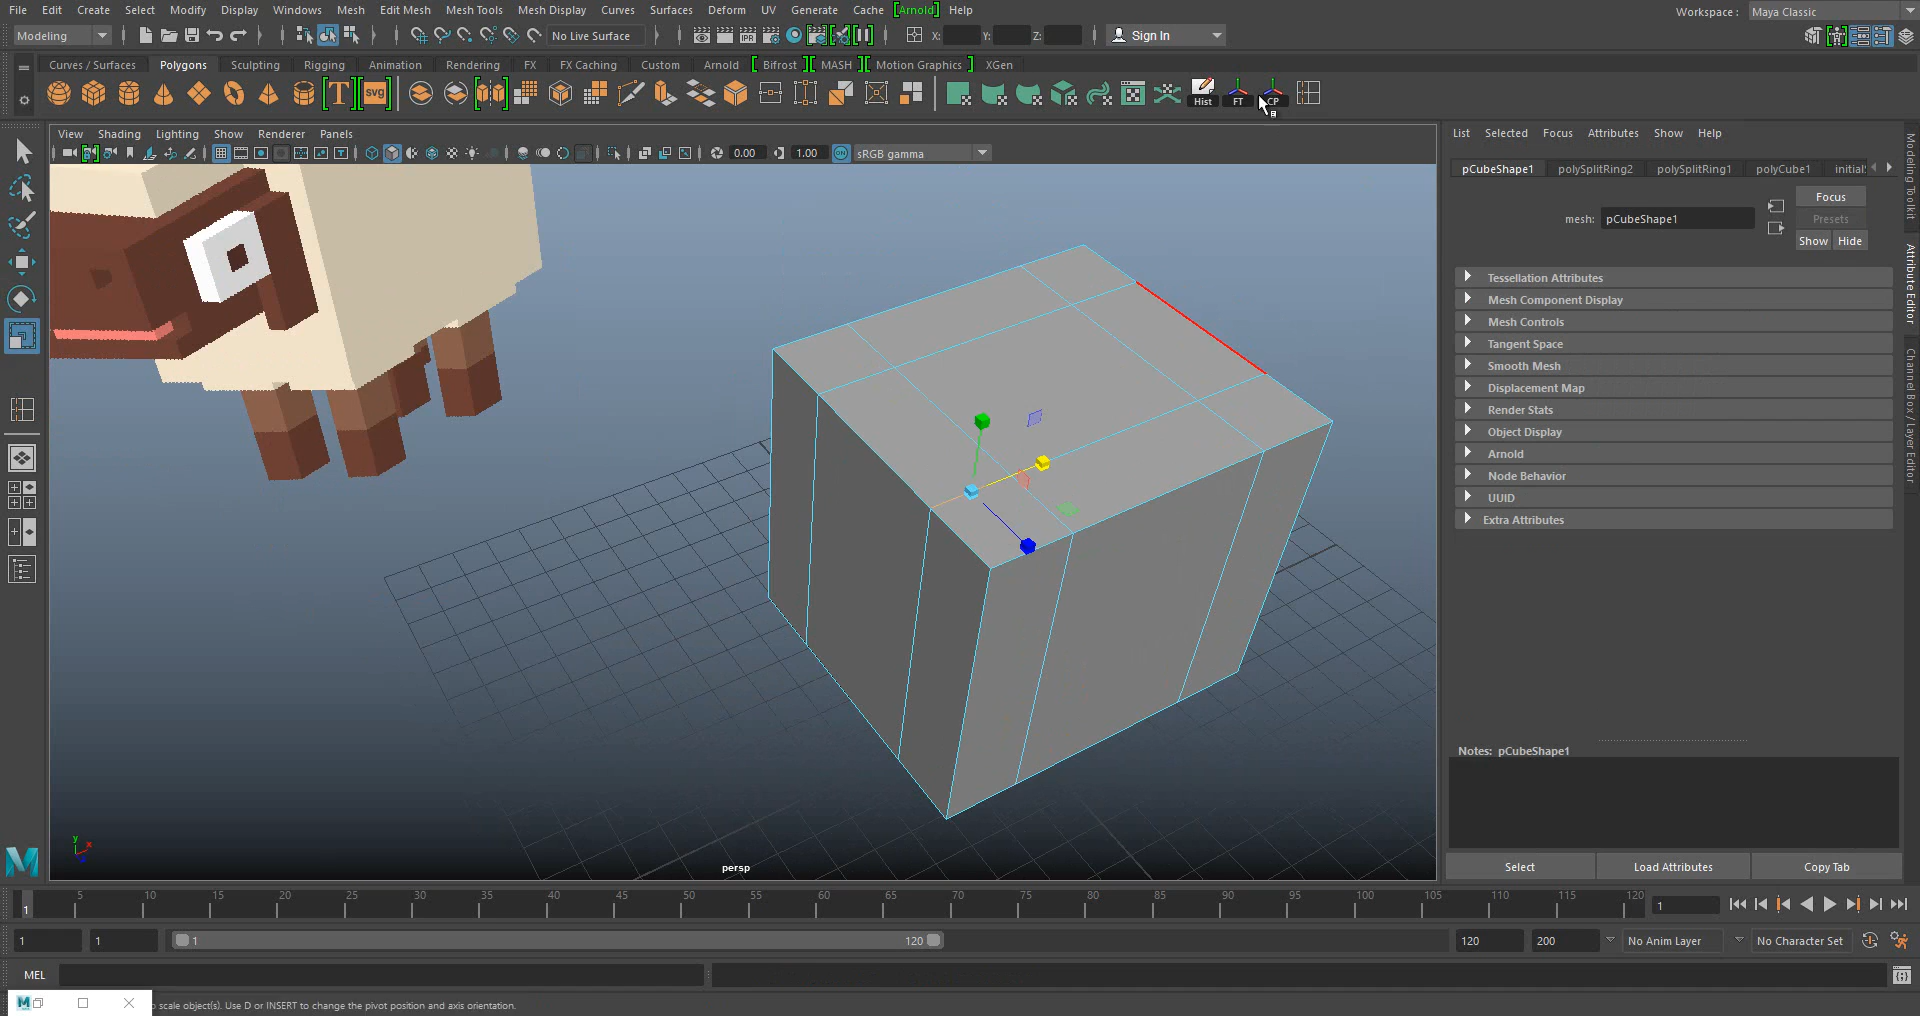 File Edit Create Select Modify Display Windows Mesh Edit Mesh Mesh Tools Mesh Display Curves Surfaces Deform UV Generate Cache [Arnold] Help Workspace : Maya Classic
Modeling No Live Surface X: Y: Z: Sign In
Curves / Surfaces Polygons Sculpting Rigging Animation Rendering FX FX Caching Custom Arnold Bifrost MASH Motion Graphics XGen
T SVG Hist FT CP
View Shading Lighting Show Renderer Panels
0.00 1.00 ON sRGB gamma
List Selected Focus Attributes Show Help
pCubeShape1 polySplitRing2 polySplitRing1 polyCube1 initial
Focus
mesh: pCubeShape1
Presets
Show Hide
Tessellation Attributes
Mesh Component Display
Mesh Controls
Tangent Space
Smooth Mesh
Displacement Map
Render Stats
Object Display
Arnold
Node Behavior
UUID
Extra Attributes
Modeling Toolkit
Attribute Editor
Channel Box / Layer Editor
Notes: pCubeShape1
Select Load Attributes Copy Tab
y x
persp
1 5 10 15 20 25 30 35 40 45 50 55 60 65 70 75 80 85 90 95 100 105 110 115 120 1
1 1 1 120 120 200 No Anim Layer No Character Set
MEL
scale object(s). Use D or INSERT to change the pivot position and axis orientation.